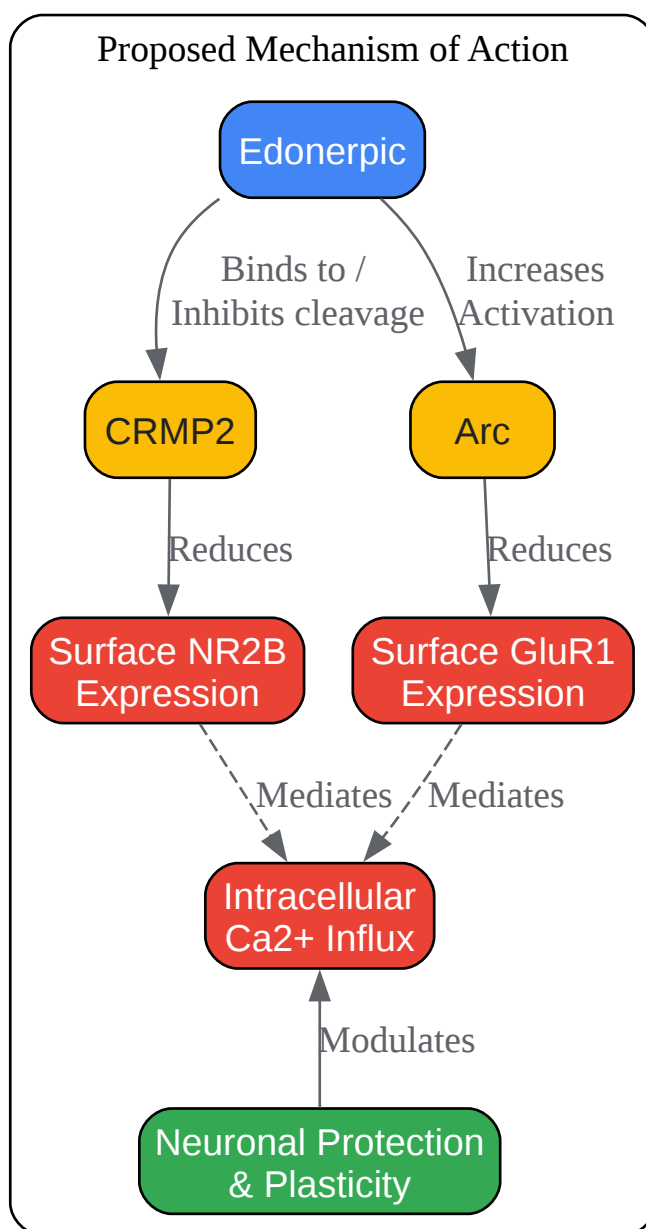 Proposed Mechanism of Action
Edonerpic
Binds to /
Inhibits cleavage
Increases
Activation
CRMP2
Arc
Reduces
Reduces
Surface NR2B
Expression
Surface GluR1
Expression
Mediates
Mediates
Intracellular
Ca2+ Influx
Modulates
Neuronal Protection
& Plasticity